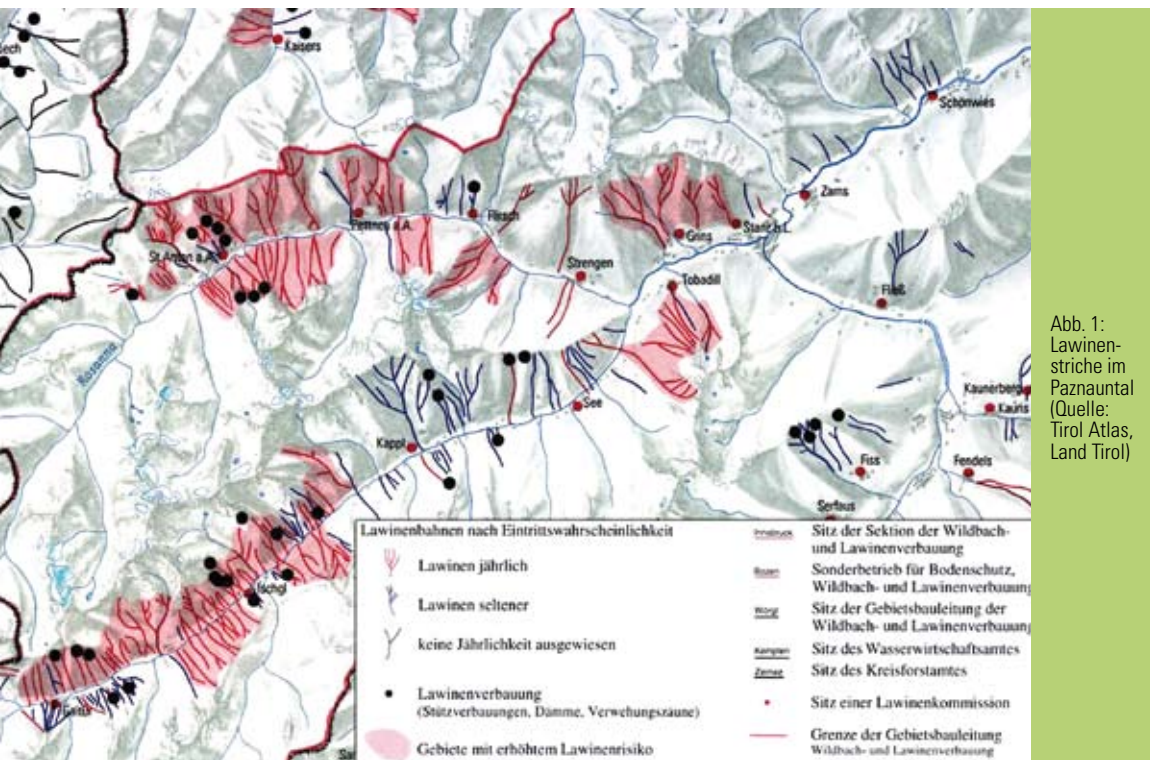 Kaisers
Schönwies
Zams
Flirsch
Pettneu a.A.
Stanz b.L.
Grins
St.Anton a.A.
Strengen
Tobadill
Fließ
Rosanna
Kaunerberg
See
Kauns
Kappl
Fiss
Fendels
Serfaus
Ischgl
Galtür
Lawinenbahnen nach Eintrittswahrscheinlichkeit
Lawinen jährlich
Lawinen seltener
keine Jährlichkeit ausgewiesen
Lawinenverbauung
(Stützverbauungen, Dämme, Verwehungszäune)
Gebiete mit erhöhtem Lawinenrisiko
Innsbruck
Sitz der Sektion der Wildbach-
und Lawinenverbauung
Bozen
Sonderbetrieb für Bodenschutz,
Wildbach- und Lawinenverbauung
Wörgl
Sitz der Gebietsbauleitung der
Wildbach- und Lawinenverbauung
Kempten
Sitz des Wasserwirtschaftsamtes
Zernez
Sitz des Kreisforstamtes
Sitz einer Lawinenkommission
Grenze der Gebietsbauleitung
Wildbach- und Lawinenverbauung
Abb. 1:
Lawinen-
striche im
Paznauntal
(Quelle:
Tirol Atlas,
Land Tirol)